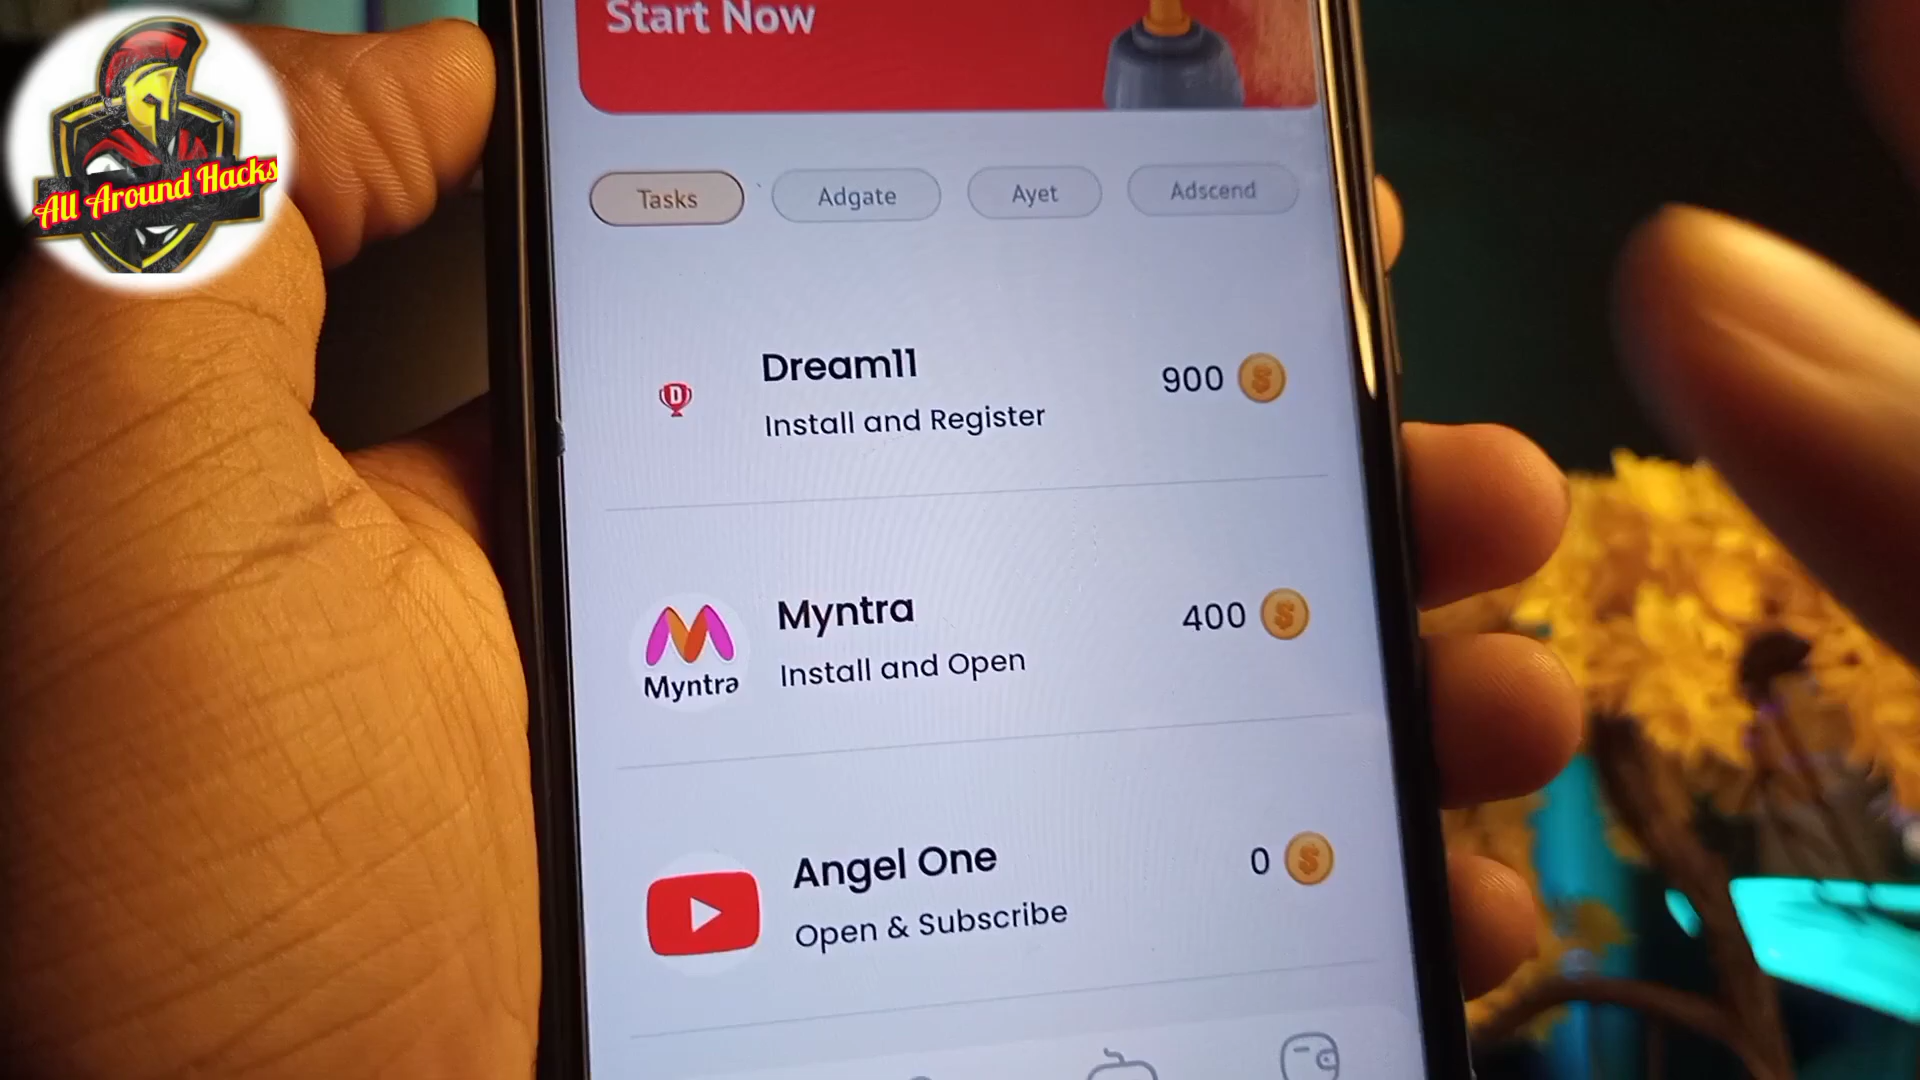 All Around Hacks
Start Now
Tasks
Adgate
Ayet
Adscend
Dream11
Install and Register
900
D
Myntra
Install and Open
400
Myntra
Angel One
Open & Subscribe
0